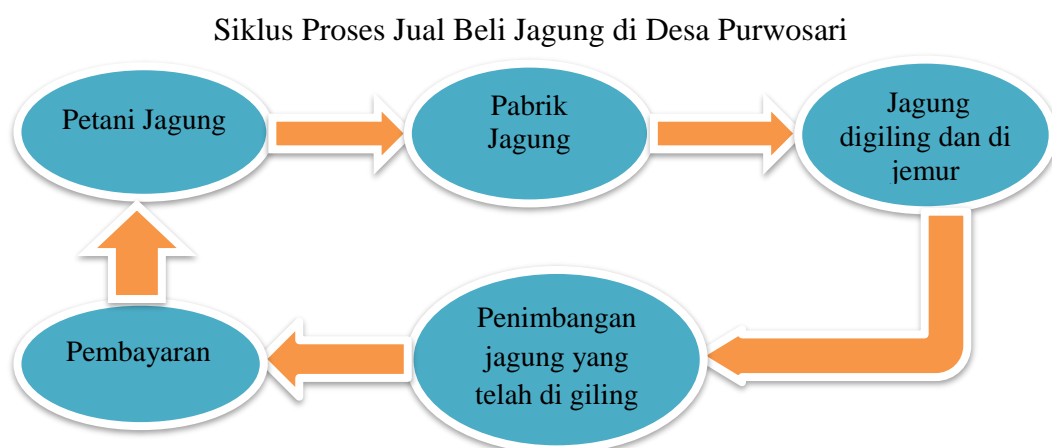 Siklus Proses Jual Beli Jagung di Desa Purwosari
Petani Jagung
Pabrik
Jagung
Jagung
digiling dan di
jemur
Penimbangan
jagung yang
telah di giling
Pembayaran